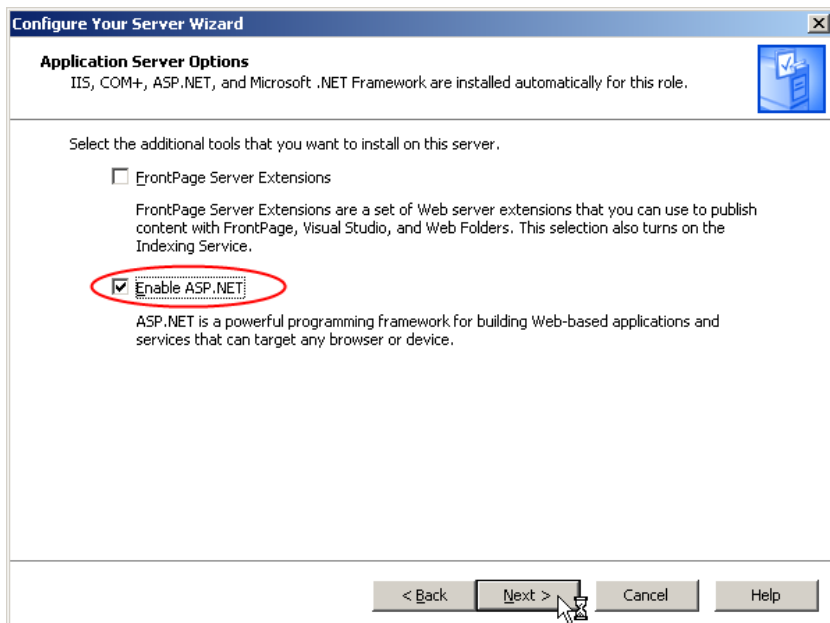 Configure Your Server Wizard
Application Server Options
IIS, COM+, ASP.NET, and Microsoft .NET Framework are installed automatically for this role.
Select the additional tools that you want to install on this server.
FrontPage Server Extensions
FrontPage Server Extensions are a set of Web server extensions that you can use to publish
content with FrontPage, Visual Studio, and Web Folders. This selection also turns on the
Indexing Service.
Enable ASP.NET
ASP.NET is a powerful programming framework for building Web-based applications and
services that can target any browser or device.
< Back Next > Cancel Help